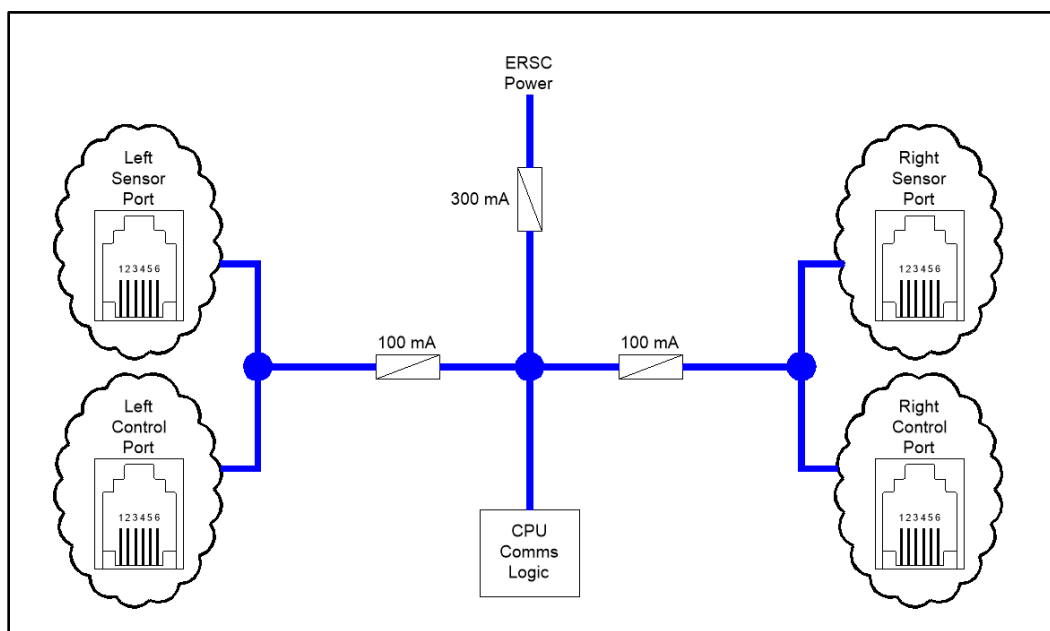 ERSC
Power
300 mA
Left
Sensor
Port
123456
Right
Sensor
Port
123456
100 mA
100 mA
Left
Control
Port
123456
Right
Control
Port
123456
CPU
Comms
Logic